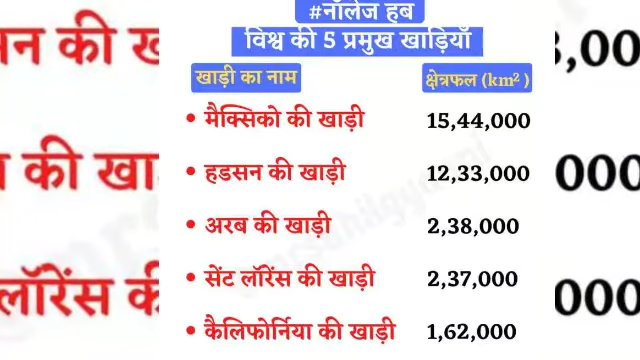 #नॉलेज हब
विश्व की 5 प्रमुख खाड़ियाँ
खाड़ी का नाम क्षेत्रफल (km²)
• मैक्सिको की खाड़ी 15,44,000
• हडसन की खाड़ी 12,33,000
• अरब की खाड़ी 2,38,000
• सेंट लॉरेंस की खाड़ी 2,37,000
• कैलिफोर्निया की खाड़ी 1,62,000